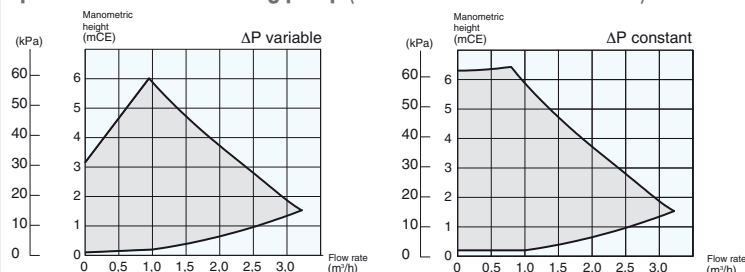 Manometric
height
(mCE)
(kPa)
ΔP variable
60
50
40
30
20
10
0
6
5
4
3
2
1
0
0 0,5 1.0 1.5 2.0 2.5 3.0
Flow rate
(m³/h)
Manometric
height
(mCE)
(kPa)
ΔP constant
60
50
40
30
20
10
0
6
5
4
3
2
1
0
0 0.5 1.0 1.5 2.0 2.5 3.0
Flow rate
(m³/h)